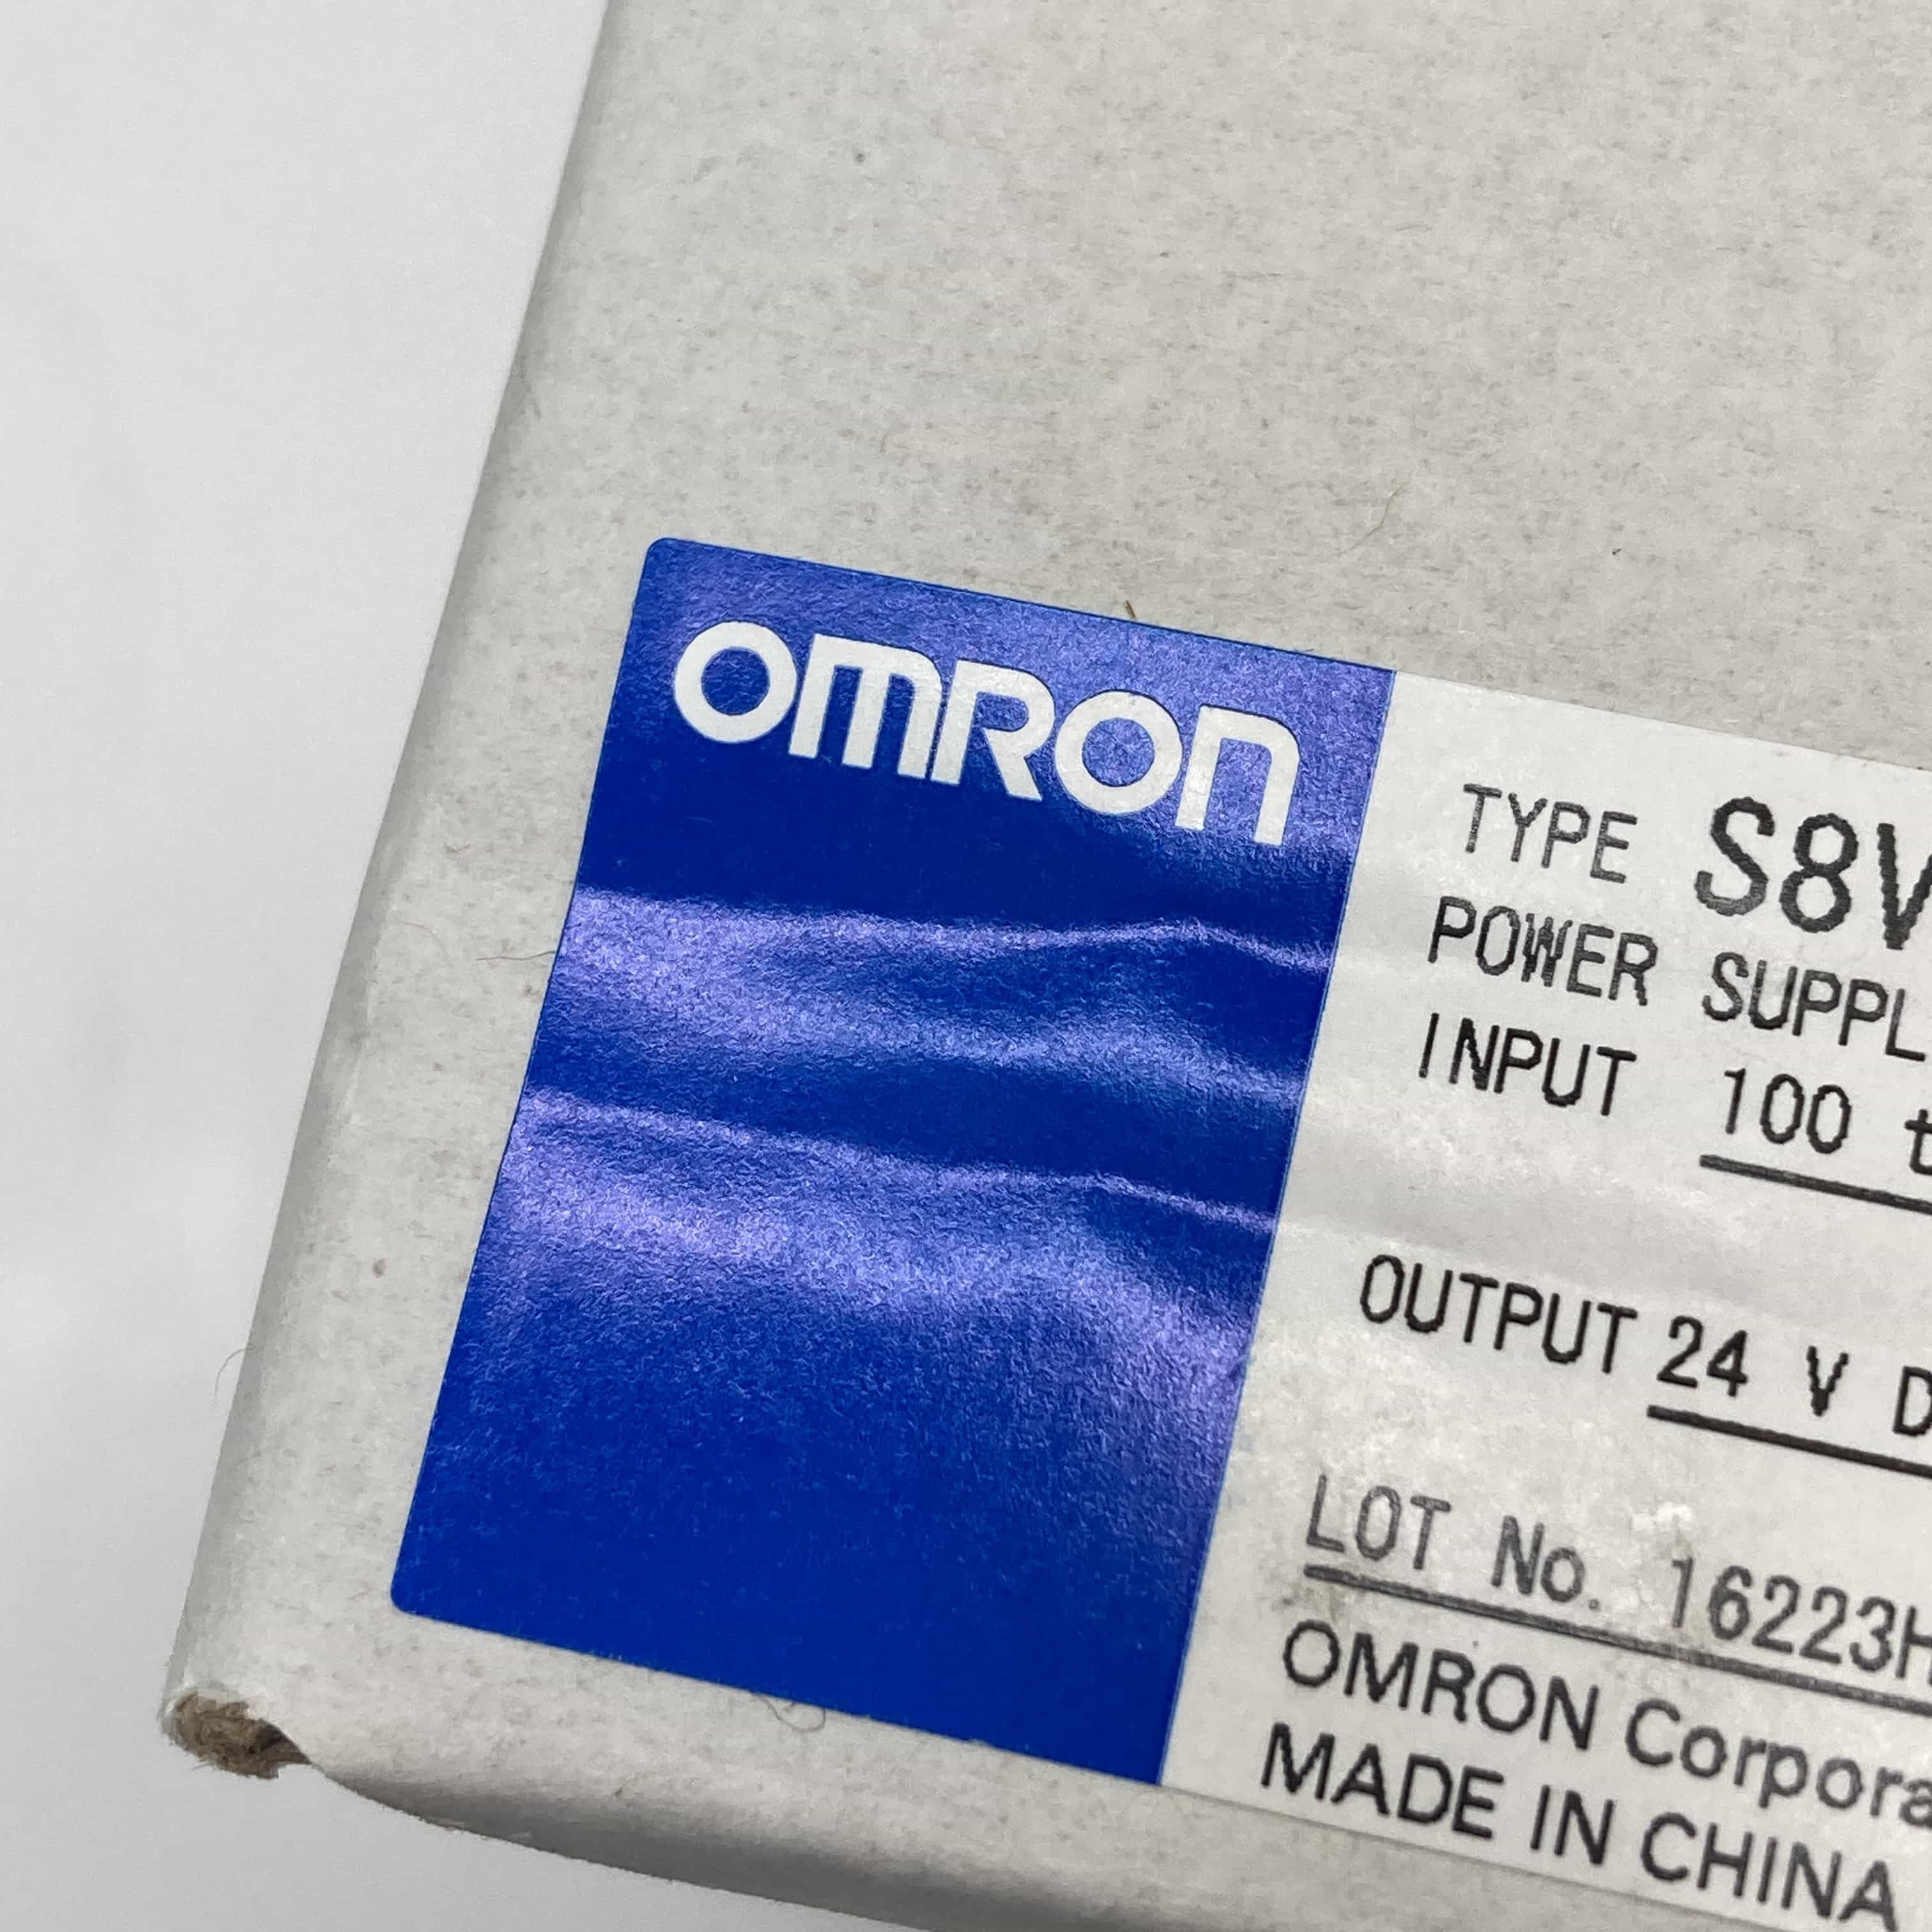 OMRON
TYPE S8V
POWER SUPPL
INPUT 100 t
OUTPUT 24 V D
LOT No. 16223H
OMRON Corpora
MADE IN CHINA